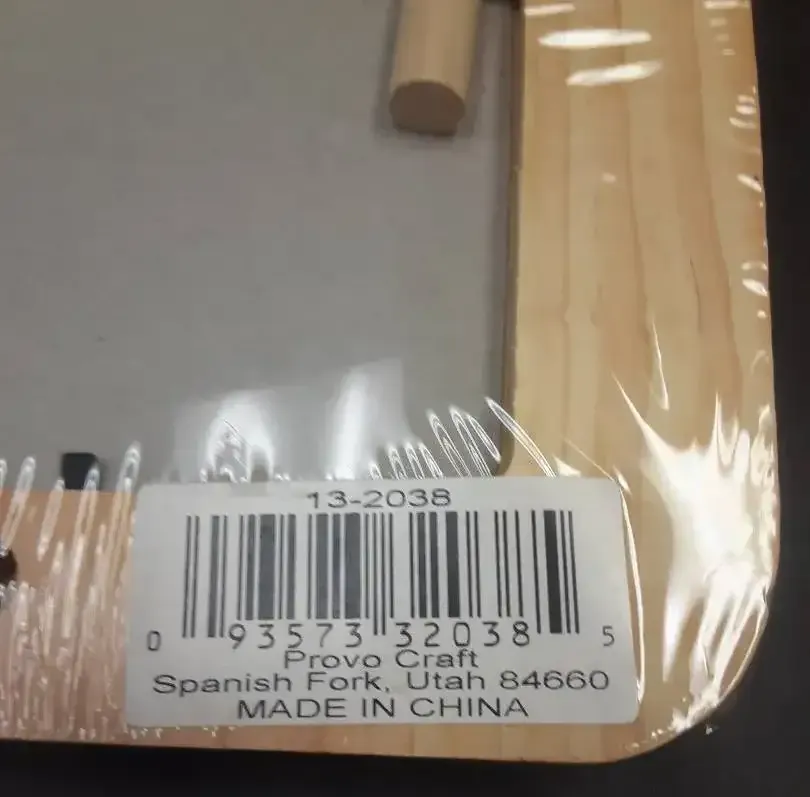 13-2038
0 93573 32038 5
Provo Craft
Spanish Fork, Utah 84660
MADE IN CHINA